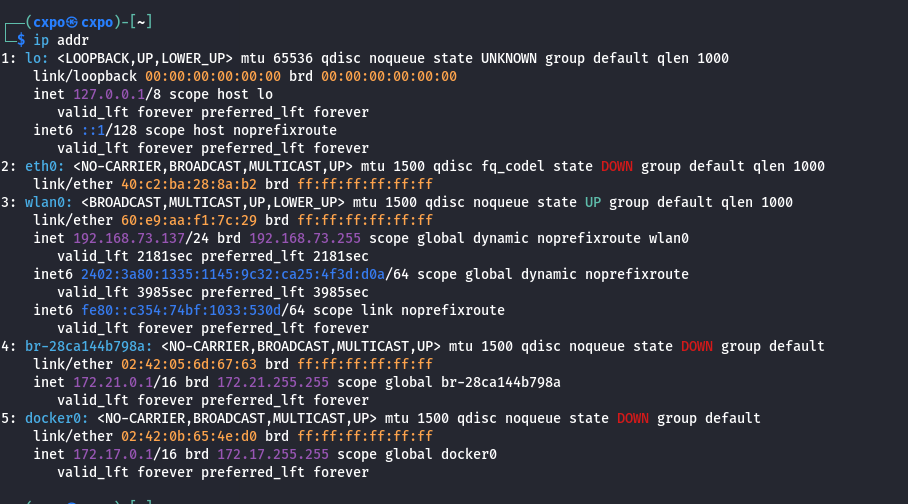 ┌──(cxpo㉿cxpo)-[~]
└─$ ip addr
1: lo: <LOOPBACK,UP,LOWER_UP> mtu 65536 qdisc noqueue state UNKNOWN group default qlen 1000
    link/loopback 00:00:00:00:00:00 brd 00:00:00:00:00:00
    inet 127.0.0.1/8 scope host lo
       valid_lft forever preferred_lft forever
    inet6 ::1/128 scope host noprefixroute
       valid_lft forever preferred_lft forever
2: eth0: <NO-CARRIER,BROADCAST,MULTICAST,UP> mtu 1500 qdisc fq_codel state DOWN group default qlen 1000
    link/ether 40:c2:ba:28:8a:b2 brd ff:ff:ff:ff:ff:ff
3: wlan0: <BROADCAST,MULTICAST,UP,LOWER_UP> mtu 1500 qdisc noqueue state UP group default qlen 1000
    link/ether 60:e9:aa:f1:7c:29 brd ff:ff:ff:ff:ff:ff
    inet 192.168.73.137/24 brd 192.168.73.255 scope global dynamic noprefixroute wlan0
       valid_lft 2181sec preferred_lft 2181sec
    inet6 2402:3a80:1335:1145:9c32:ca25:4f3d:d0a/64 scope global dynamic noprefixroute
       valid_lft 3985sec preferred_lft 3985sec
    inet6 fe80::c354:74bf:1033:530d/64 scope link noprefixroute
       valid_lft forever preferred_lft forever
4: br-28ca144b798a: <NO-CARRIER,BROADCAST,MULTICAST,UP> mtu 1500 qdisc noqueue state DOWN group default
    link/ether 02:42:05:6d:67:63 brd ff:ff:ff:ff:ff:ff
    inet 172.21.0.1/16 brd 172.21.255.255 scope global br-28ca144b798a
       valid_lft forever preferred_lft forever
5: docker0: <NO-CARRIER,BROADCAST,MULTICAST,UP> mtu 1500 qdisc noqueue state DOWN group default
    link/ether 02:42:0b:65:4e:d0 brd ff:ff:ff:ff:ff:ff
    inet 172.17.0.1/16 brd 172.17.255.255 scope global docker0
       valid_lft forever preferred_lft forever